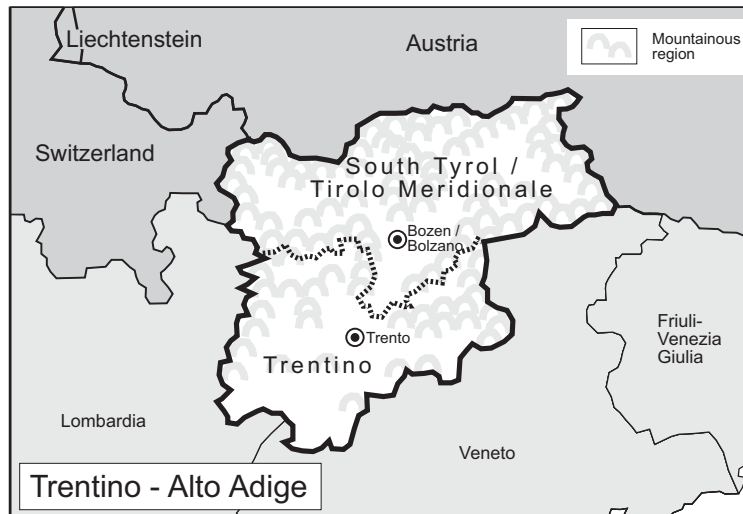 Liechtenstein
Austria
Mountainous
region
Switzerland
South Tyrol /
Tirolo Meridionale
Bozen /
Bolzano
Trento
Trentino
Friuli-
Venezia
Giulia
Lombardia
Veneto
Trentino - Alto Adige